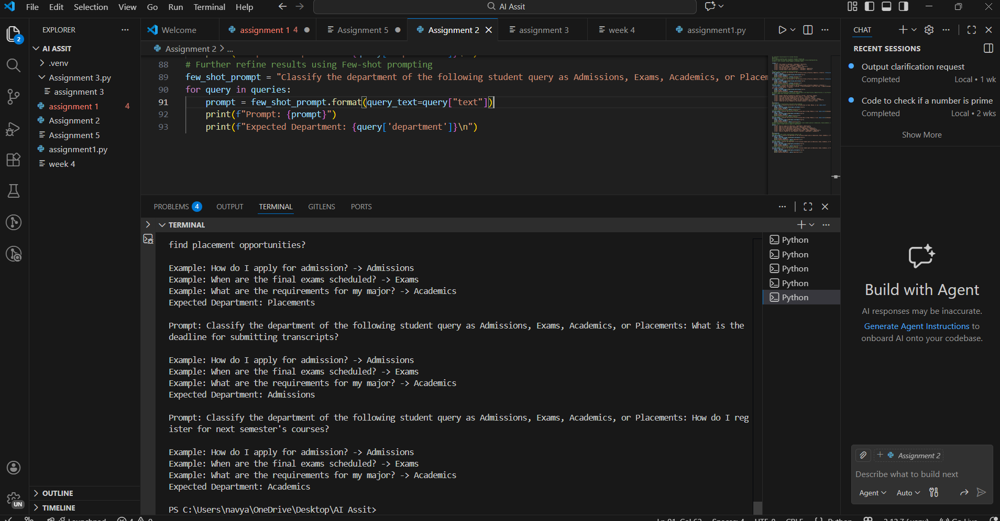 File Edit Selection View Go Run Terminal Help
AI Assit
EXPLORER
2
AI ASSIT
.venv
Assignment 3.py
assignment 3
assignment 1 4
Assignment 2
Assignment 5
assignment1.py
week 4
OUTLINE
TIMELINE
UN
Welcome
assignment 1 4
Assignment 5
Assignment 2
assignment 3
week 4
assignment1.py
Assignment 2 > ...
88 # Further refine results using Few-shot prompting
89 few_shot_prompt = "Classify the department of the following student query as Admissions, Exams, Academics, or Placem
90 for query in queries:
91 prompt = few_shot_prompt.format(query_text=query["text"])
92 print(f"Prompt: {prompt}")
93 print(f"Expected Department: {query['department']}\n")
PROBLEMS 4 OUTPUT TERMINAL GITLENS PORTS
TERMINAL
find placement opportunities?
Example: How do I apply for admission? -> Admissions
Example: When are the final exams scheduled? -> Exams
Example: What are the requirements for my major? -> Academics
Expected Department: Placements
Prompt: Classify the department of the following student query as Admissions, Exams, Academics, or Placements: What is the
deadline for submitting transcripts?
Example: How do I apply for admission? -> Admissions
Example: When are the final exams scheduled? -> Exams
Example: What are the requirements for my major? -> Academics
Expected Department: Admissions
Prompt: Classify the department of the following student query as Admissions, Exams, Academics, or Placements: How do I reg
ister for next semester's courses?
Example: How do I apply for admission? -> Admissions
Example: When are the final exams scheduled? -> Exams
Example: What are the requirements for my major? -> Academics
Expected Department: Academics
PS C:\Users\navya\OneDrive\Desktop\AI Assit>
Python
Python
Python
Python
Python
CHAT
RECENT SESSIONS
Output clarification request
Completed Local • 1 wk
Code to check if a number is prime
Completed Local • 2 wks
Show More
Build with Agent
AI responses may be inaccurate.
Generate Agent Instructions to
onboard AI onto your codebase.
Assignment 2
Describe what to build next
Agent Auto